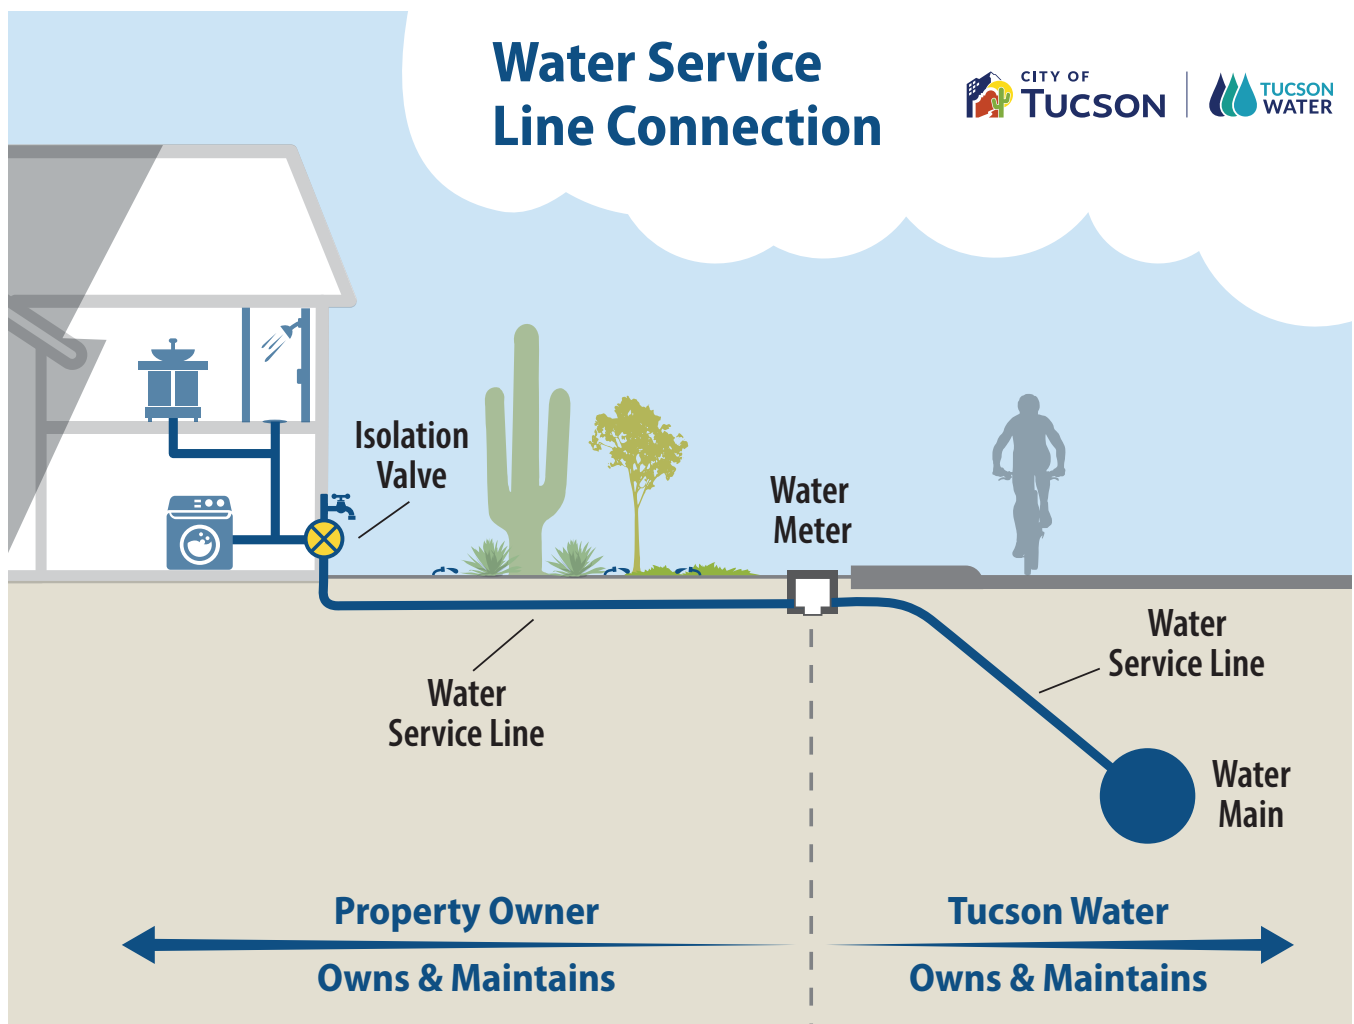 Water Service
Line Connection
CITY OF
TUCSON
TUCSON
WATER
Isolation
Valve
Water
Meter
Water
Service Line
Water
Service Line
Water
Main
Property Owner
Owns & Maintains
Tucson Water
Owns & Maintains